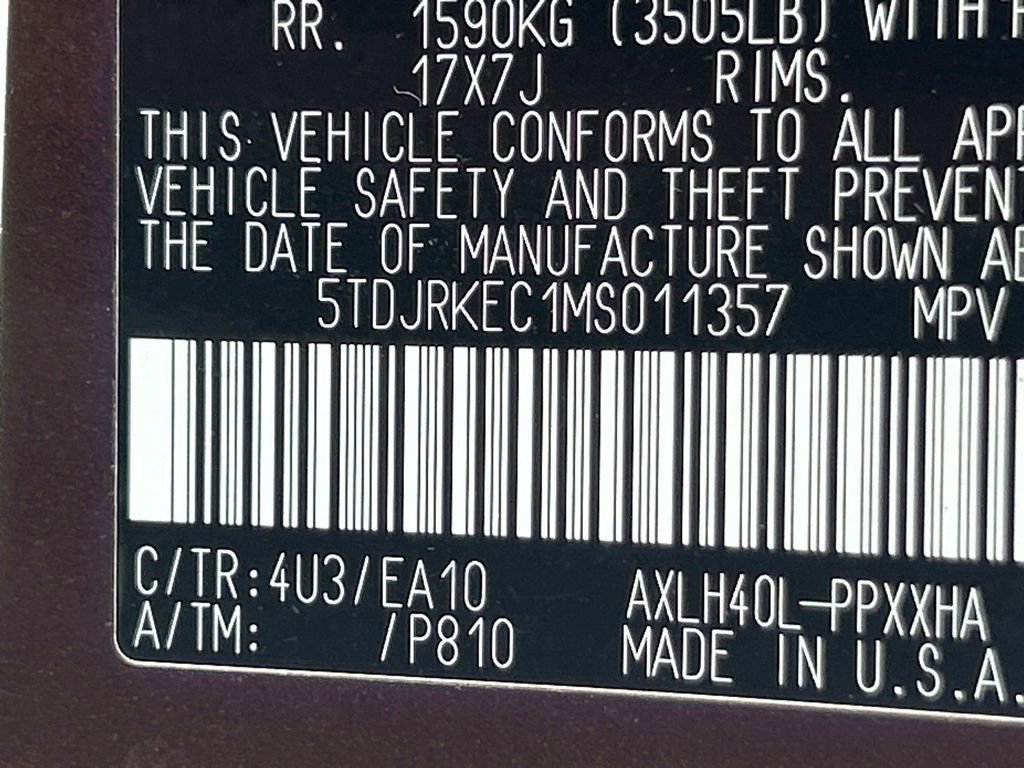 RR. 1590KG (3505LB) WITH
17X7J RIMS.
THIS VEHICLE CONFORMS TO ALL APP
VEHICLE SAFETY AND THEFT PREVENT
THE DATE OF MANUFACTURE SHOWN AB
5TDJRKEC1MS011357 MPV
C/TR:4U3/EA10 AXLH40L-PPXXHA
A/TM: /P810 MADE IN U.S.A.